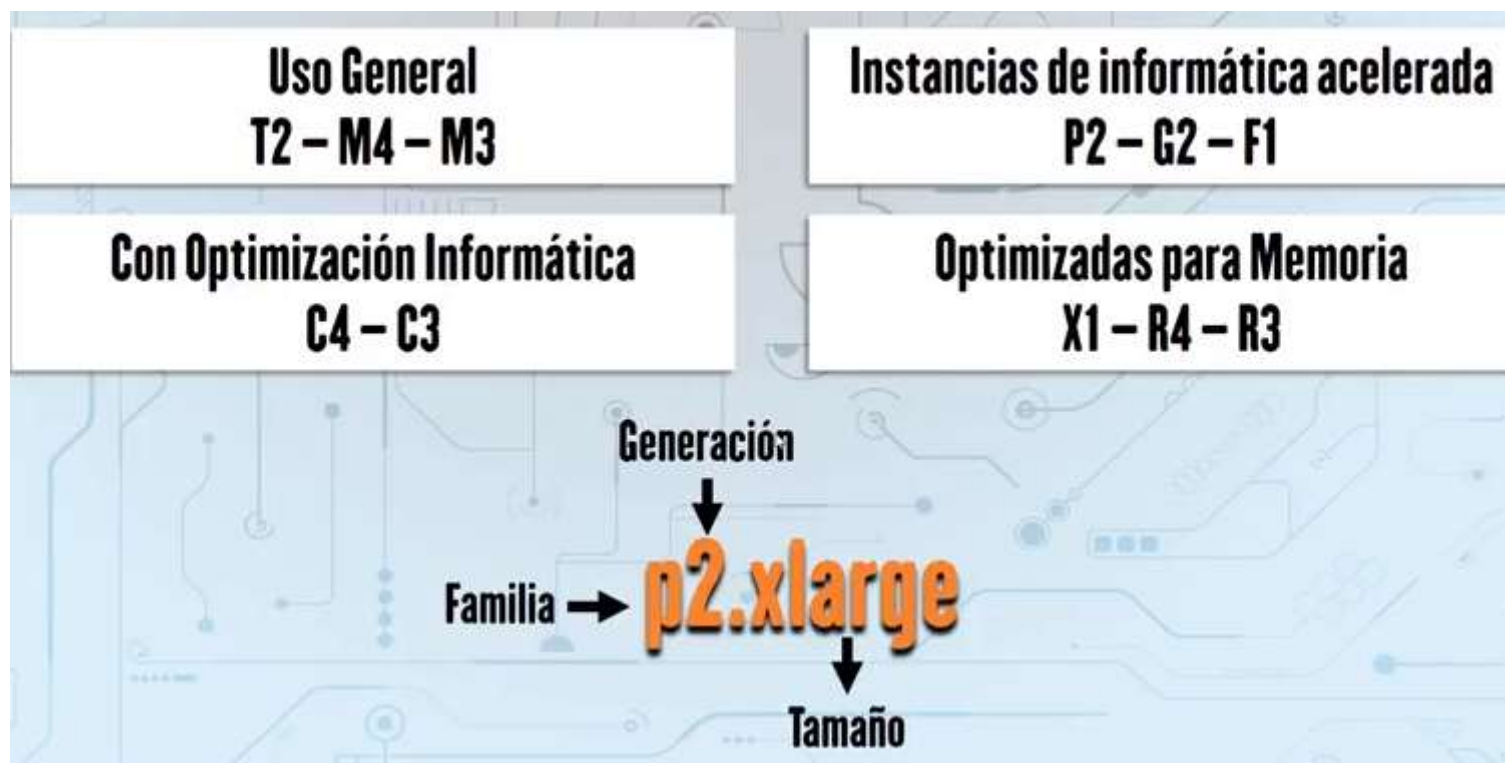 Uso General
T2 – M4 – M3
Instancias de informática acelerada
P2 – G2 – F1
Con Optimización Informática
C4 – C3
Optimizadas para Memoria
X1 – R4 – R3
Generación
Familia
p2.xlarge
Tamaño